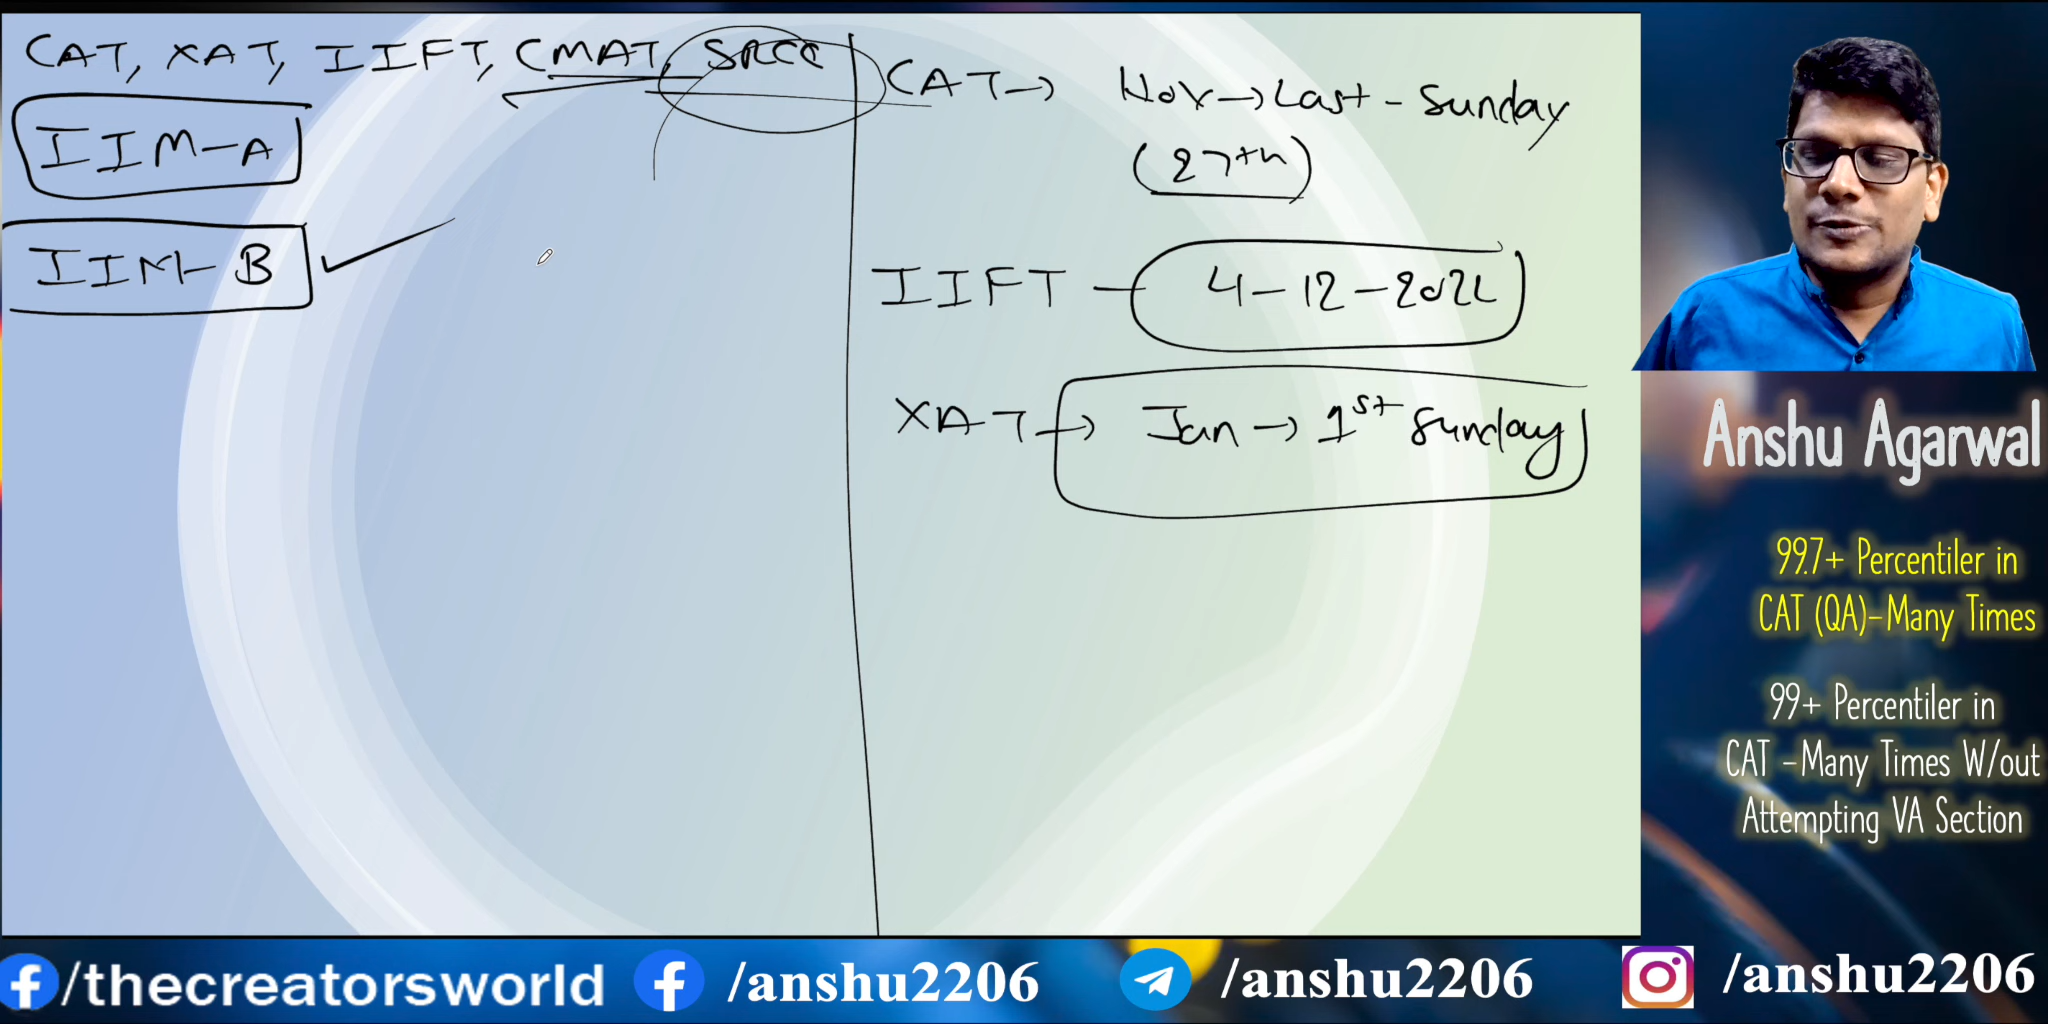 CAT, XAT, IIFT, CMAT, SRCC
IIM-A
IIM-B
CAT → Nov → Last - Sunday
(27th)
IIFT - 4-12-2022
XAT → Jan → 1st Sunday
Anshu Agarwal
99.7+ Percentiler in
CAT (QA)-Many Times
99+ Percentiler in
CAT -Many Times W/out
Attempting VA Section
/thecreatorsworld /anshu2206 /anshu2206 /anshu2206